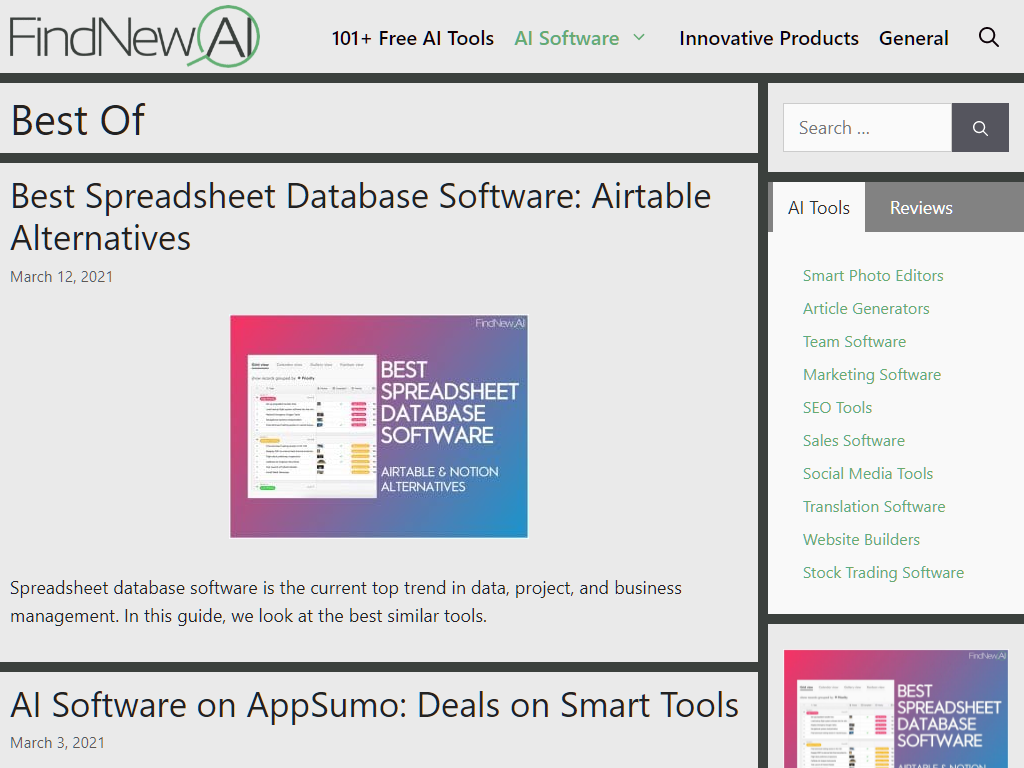 FindNewAI
101+ Free AI Tools
AI Software
Innovative Products
General
Best Of
Search …
Best Spreadsheet Database Software: Airtable
Alternatives
March 12, 2021
FindNew.AI
BEST
SPREADSHEET
DATABASE
SOFTWARE
AIRTABLE & NOTION
ALTERNATIVES
Spreadsheet database software is the current top trend in data, project, and business
management. In this guide, we look at the best similar tools.
AI Software on AppSumo: Deals on Smart Tools
March 3, 2021
AI Tools
Reviews
Smart Photo Editors
Article Generators
Team Software
Marketing Software
SEO Tools
Sales Software
Social Media Tools
Translation Software
Website Builders
Stock Trading Software
FindNew.AI
BEST
SPREADSHEET
DATABASE
SOFTWARE
AIRTABLE & NOTION